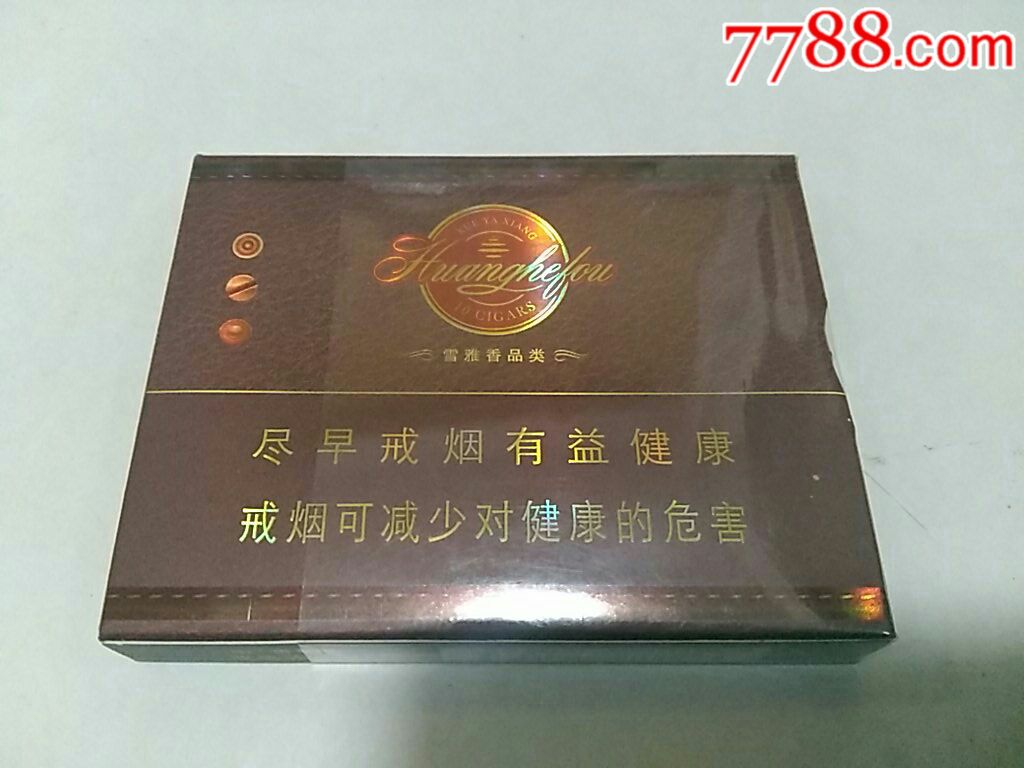 7788.com
XUE YA XIANG
Huanghelou
10 CIGARS
雪雅香品类
尽早戒烟有益健康
戒烟可减少对健康的危害